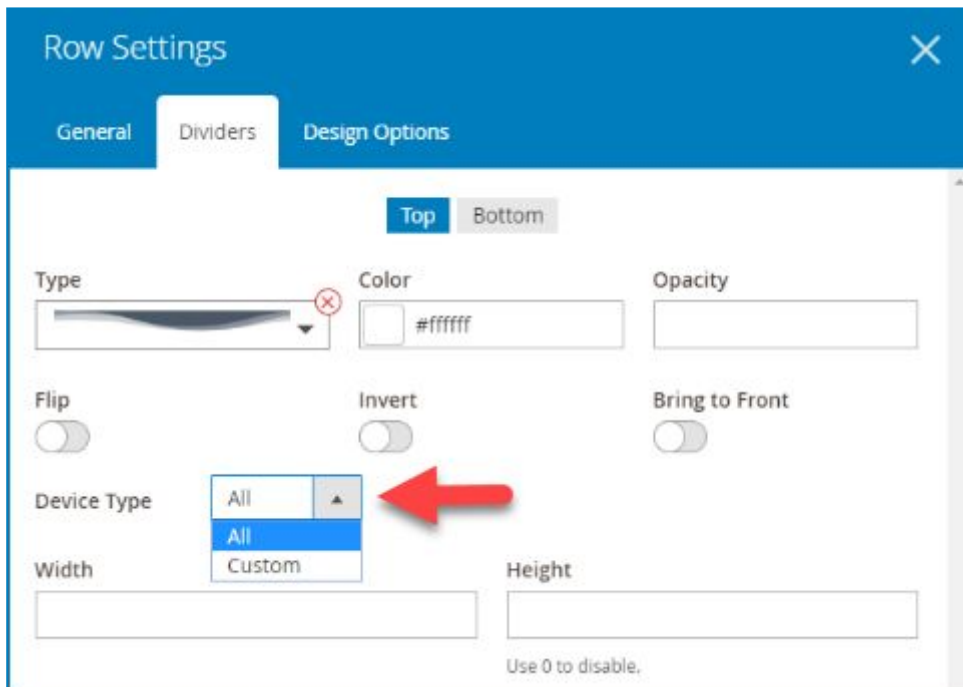 Row Settings
General Dividers Design Options
Top Bottom
Type Color Opacity
#ffffff
Flip Invert Bring to Front
Device Type All
All
Custom
Width Height
Use 0 to disable.